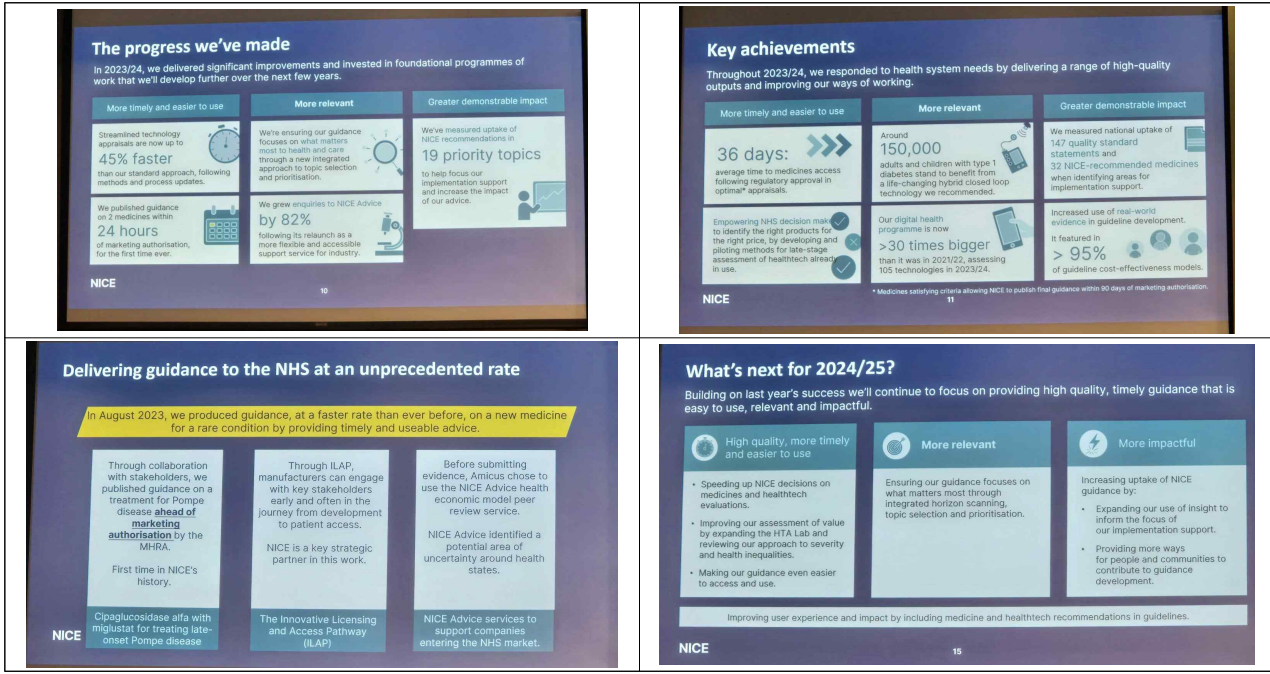 The progress we've made
In 2023/24, we delivered significant improvements and invested in foundational programmes of
work that we'll develop further over the next few years.
More timely and easier to use
Streamlined technology
appraisals are now up to
45% faster
than our standard approach, following
methods and process updates.
We published guidance
on 2 medicines within
24 hours
of marketing authorisation,
for the first time ever.
More relevant
We're ensuring our guidance
focuses on what matters
most to health and care
through a new integrated
approach to topic selection
and prioritisation.
We grew enquiries to NICE Advice
by 82%
following its relaunch as a
more flexible and accessible
support service for industry.
Greater demonstrable impact
We've measured uptake of
NICE recommendations in
19 priority topics
to help focus our
implementation support
and increase the impact
of our advice.
NICE
10
Key achievements
Throughout 2023/24, we responded to health system needs by delivering a range of high-quality
outputs and improving our ways of working.
More timely and easier to use
36 days:
average time to medicines access
following regulatory approval in
optimal* appraisals.
Empowering NHS decision make
to identify the right products for
the right price, by developing and
piloting methods for late-stage
assessment of healthtech already
in use.
More relevant
Around
150,000
adults and children with type 1
diabetes stand to benefit from
a life-changing hybrid closed loop
technology we recommended.
Our digital health
programme is now
>30 times bigger
than it was in 2021/22, assessing
105 technologies in 2023/24.
Greater demonstrable impact
We measured national uptake of
147 quality standard
statements and
32 NICE-recommended medicines
when identifying areas for
implementation support.
Increased use of real-world
evidence in guideline development.
It featured in
> 95%
of guideline cost-effectiveness models.
* Medicines satisfying criteria allowing NICE to publish final guidance within 90 days of marketing authorisation.
NICE
11
Delivering guidance to the NHS at an unprecedented rate
In August 2023, we produced guidance, at a faster rate than ever before, on a new medicine
for a rare condition by providing timely and useable advice.
Through collaboration
with stakeholders, we
published guidance on a
treatment for Pompe
disease ahead of
marketing
authorisation by the
MHRA.
First time in NICE's
history.
Cipaglucosidase alfa with
miglustat for treating late-
onset Pompe disease
Through ILAP,
manufacturers can engage
with key stakeholders
early and often in the
journey from development
to patient access.
NICE is a key strategic
partner in this work.
The Innovative Licensing
and Access Pathway
(ILAP)
Before submitting
evidence, Amicus chose to
use the NICE Advice health
economic model peer
review service.
NICE Advice identified a
potential area of
uncertainty around health
states.
NICE Advice services to
support companies
entering the NHS market.
NICE
What's next for 2024/25?
Building on last year's success we'll continue to focus on providing high quality, timely guidance that is
easy to use, relevant and impactful.
High quality, more timely
and easier to use
• Speeding up NICE decisions on
medicines and healthtech
evaluations.
• Improving our assessment of value
by expanding the HTA Lab and
reviewing our approach to severity
and health inequalities.
• Making our guidance even easier
to access and use.
More relevant
Ensuring our guidance focuses on
what matters most through
integrated horizon scanning,
topic selection and prioritisation.
More impactful
Increasing uptake of NICE
guidance by:
• Expanding our use of insight to
inform the focus of
our implementation support.
• Providing more ways
for people and communities to
contribute to guidance
development.
Improving user experience and impact by including medicine and healthtech recommendations in guidelines.
NICE
15